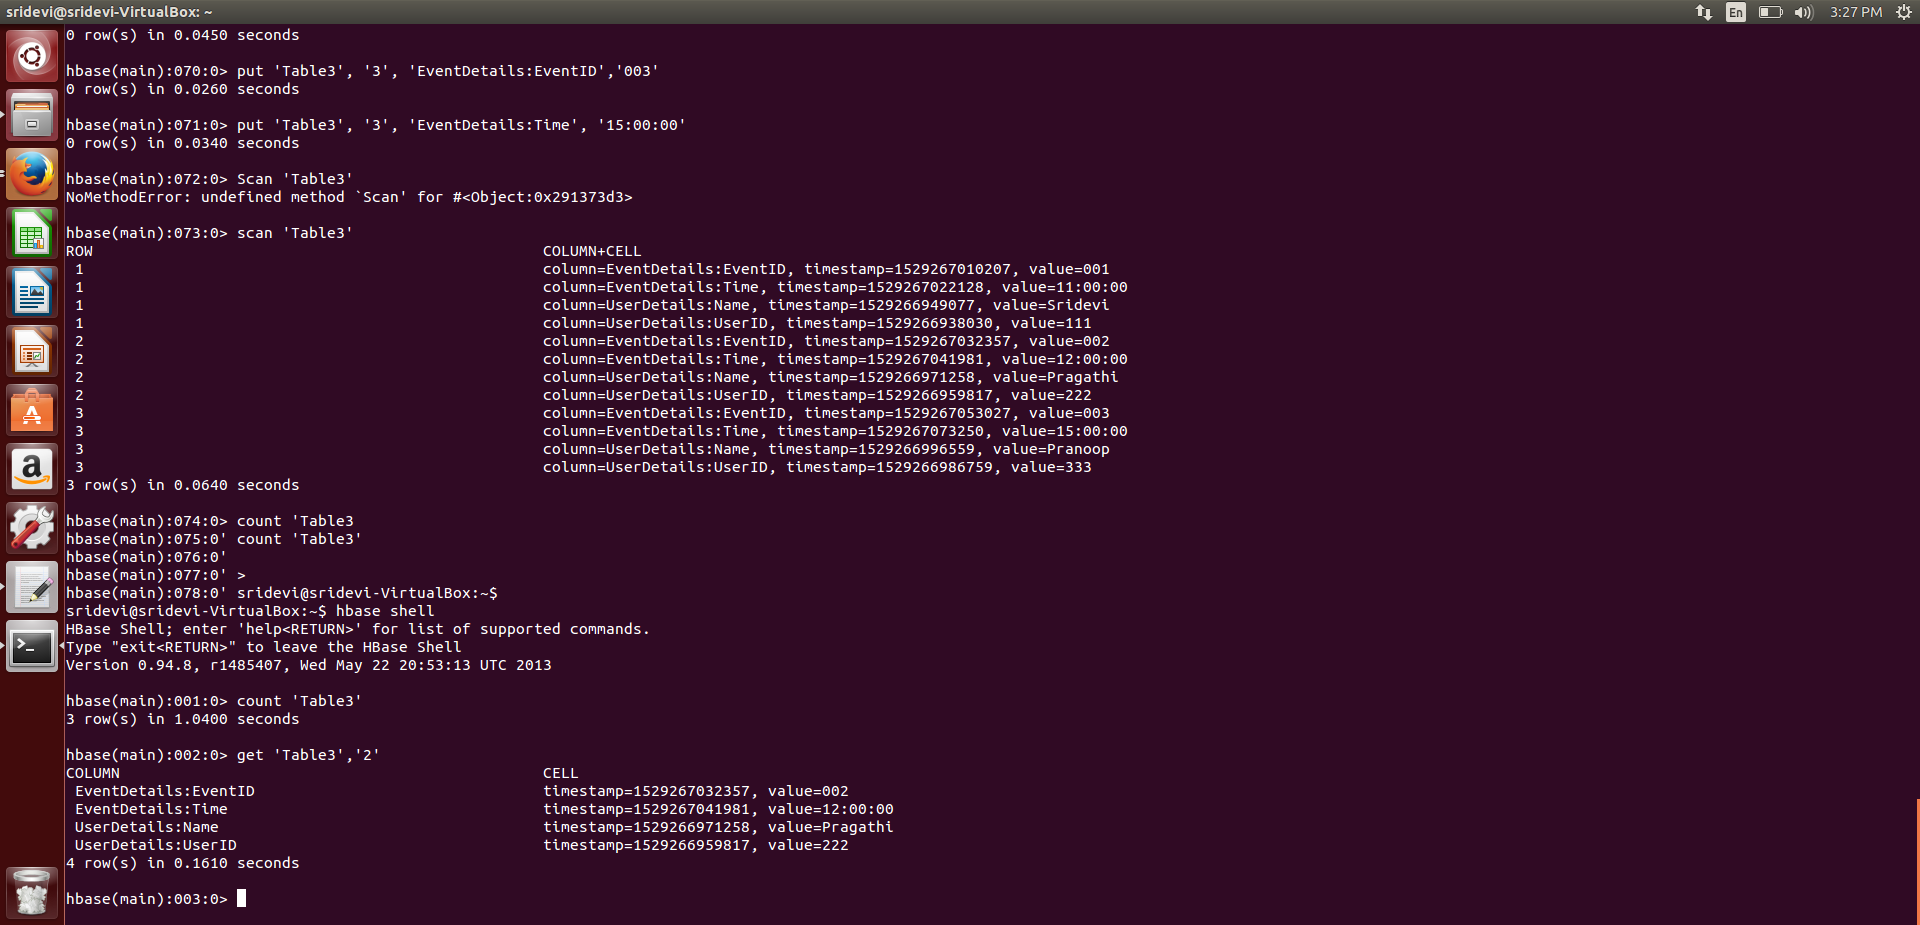 sridevi@sridevi-VirtualBox: ~
En
3:27 PM
0 row(s) in 0.0450 seconds
hbase(main):070:0> put 'Table3', '3', 'EventDetails:EventID','003'
0 row(s) in 0.0260 seconds
hbase(main):071:0> put 'Table3', '3', 'EventDetails:Time', '15:00:00'
0 row(s) in 0.0340 seconds
hbase(main):072:0> Scan 'Table3'
NoMethodError: undefined method `Scan' for #<Object:0x291373d3>
hbase(main):073:0> scan 'Table3'
ROW COLUMN+CELL
1 column=EventDetails:EventID, timestamp=1529267010207, value=001
1 column=EventDetails:Time, timestamp=1529267022128, value=11:00:00
1 column=UserDetails:Name, timestamp=1529266949077, value=Sridevi
1 column=UserDetails:UserID, timestamp=1529266938030, value=111
2 column=EventDetails:EventID, timestamp=1529267032357, value=002
2 column=EventDetails:Time, timestamp=1529267041981, value=12:00:00
2 column=UserDetails:Name, timestamp=1529266971258, value=Pragathi
2 column=UserDetails:UserID, timestamp=1529266959817, value=222
3 column=EventDetails:EventID, timestamp=1529267053027, value=003
3 column=EventDetails:Time, timestamp=1529267073250, value=15:00:00
3 column=UserDetails:Name, timestamp=1529266996559, value=Pranoop
3 column=UserDetails:UserID, timestamp=1529266986759, value=333
3 row(s) in 0.0640 seconds
hbase(main):074:0> count 'Table3
hbase(main):075:0' count 'Table3'
hbase(main):076:0'
hbase(main):077:0' >
hbase(main):078:0' sridevi@sridevi-VirtualBox:~$
sridevi@sridevi-VirtualBox:~$ hbase shell
HBase Shell; enter 'help<RETURN>' for list of supported commands.
Type "exit<RETURN>" to leave the HBase Shell
Version 0.94.8, r1485407, Wed May 22 20:53:13 UTC 2013
hbase(main):001:0> count 'Table3'
3 row(s) in 1.0400 seconds
hbase(main):002:0> get 'Table3','2'
COLUMN CELL
EventDetails:EventID timestamp=1529267032357, value=002
EventDetails:Time timestamp=1529267041981, value=12:00:00
UserDetails:Name timestamp=1529266971258, value=Pragathi
UserDetails:UserID timestamp=1529266959817, value=222
4 row(s) in 0.1610 seconds
hbase(main):003:0>